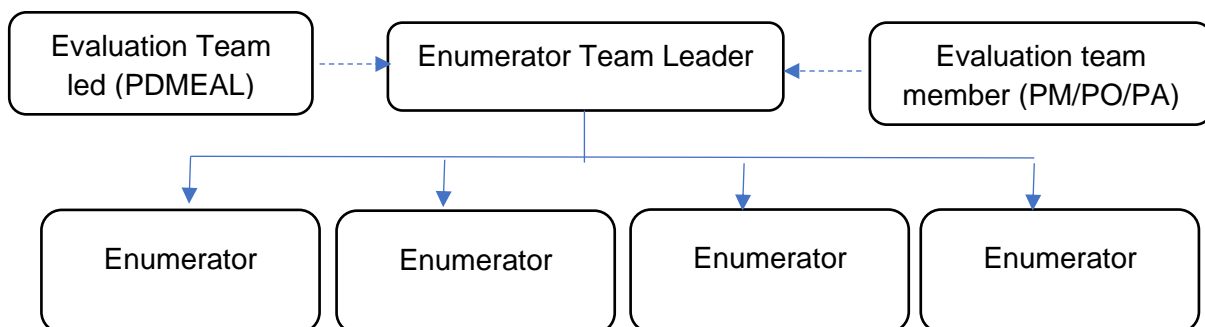 Evaluation Team
led (PDMEAL)
Enumerator Team Leader
Evaluation team
member (PM/PO/PA)
Enumerator
Enumerator
Enumerator
Enumerator